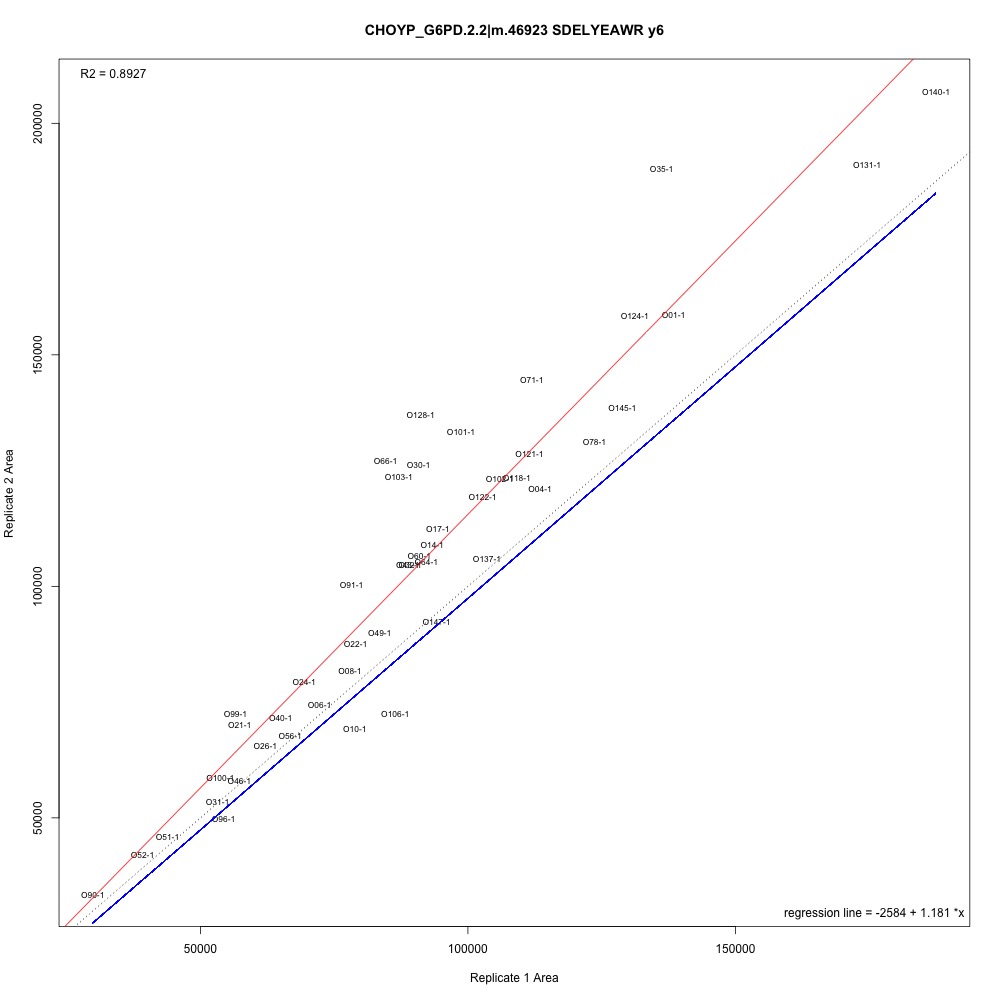 CHOYP_G6PD.2.2|m.46923 SDELYEAWR y6
R2 = 0.8927
O140-1
O131-1
O35-1
O124-1
O01-1
O71-1
O145-1
O128-1
O101-1
O78-1
O121-1
O66-1
O30-1
O103-1
O118-1
O04-1
O122-1
O17-1
O14-1
O60-1
O64-1
O137-1
O91-1
O147-1
O49-1
O22-1
O08-1
O24-1
O06-1
O99-1
O40-1
O106-1
O21-1
O10-1
O56-1
O26-1
O100-1
O46-1
O31-1
O96-1
O51-1
O52-1
O90-1
regression line = -2584 + 1.181 *x
200000
150000
100000
50000
Replicate 2 Area
50000
100000
150000
Replicate 1 Area